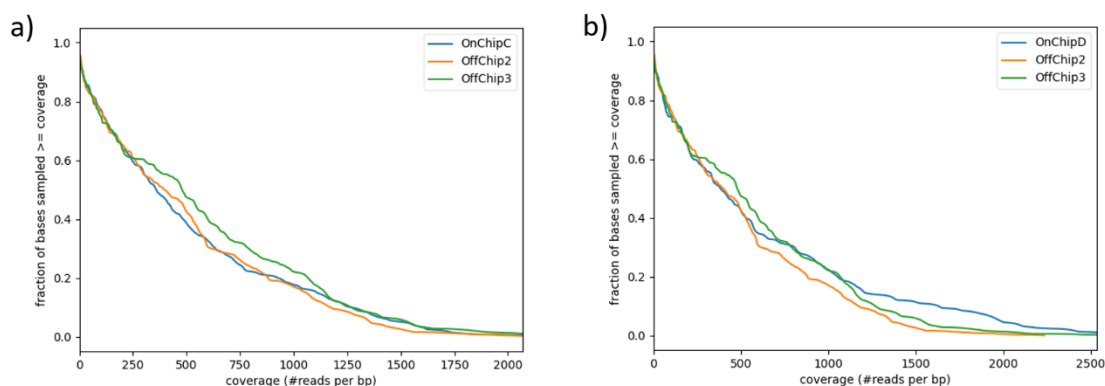 a)
OnChipC
OffChip2
OffChip3
fraction of bases sampled >= coverage
1.0
0.8
0.6
0.4
0.2
0.0
0 250 500 750 1000 1250 1500 1750 2000
coverage (#reads per bp)
b)
OnChipD
OffChip2
OffChip3
fraction of bases sampled >= coverage
1.0
0.8
0.6
0.4
0.2
0.0
0 500 1000 1500 2000 2500
coverage (#reads per bp)